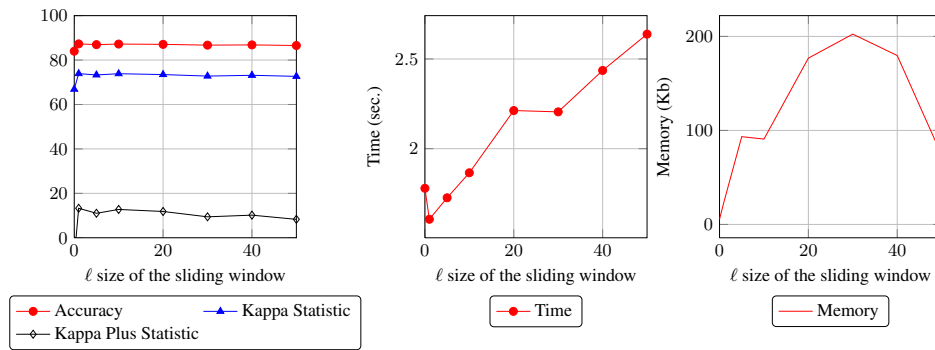 100
80
60
40
20
0
0
20
40
ℓ size of the sliding window
Accuracy
Kappa Statistic
Kappa Plus Statistic
Time (sec.)
2.5
2
0
20
40
ℓ size of the sliding window
Time
Memory (Kb)
200
100
0
0
20
40
ℓ size of the sliding window
Memory